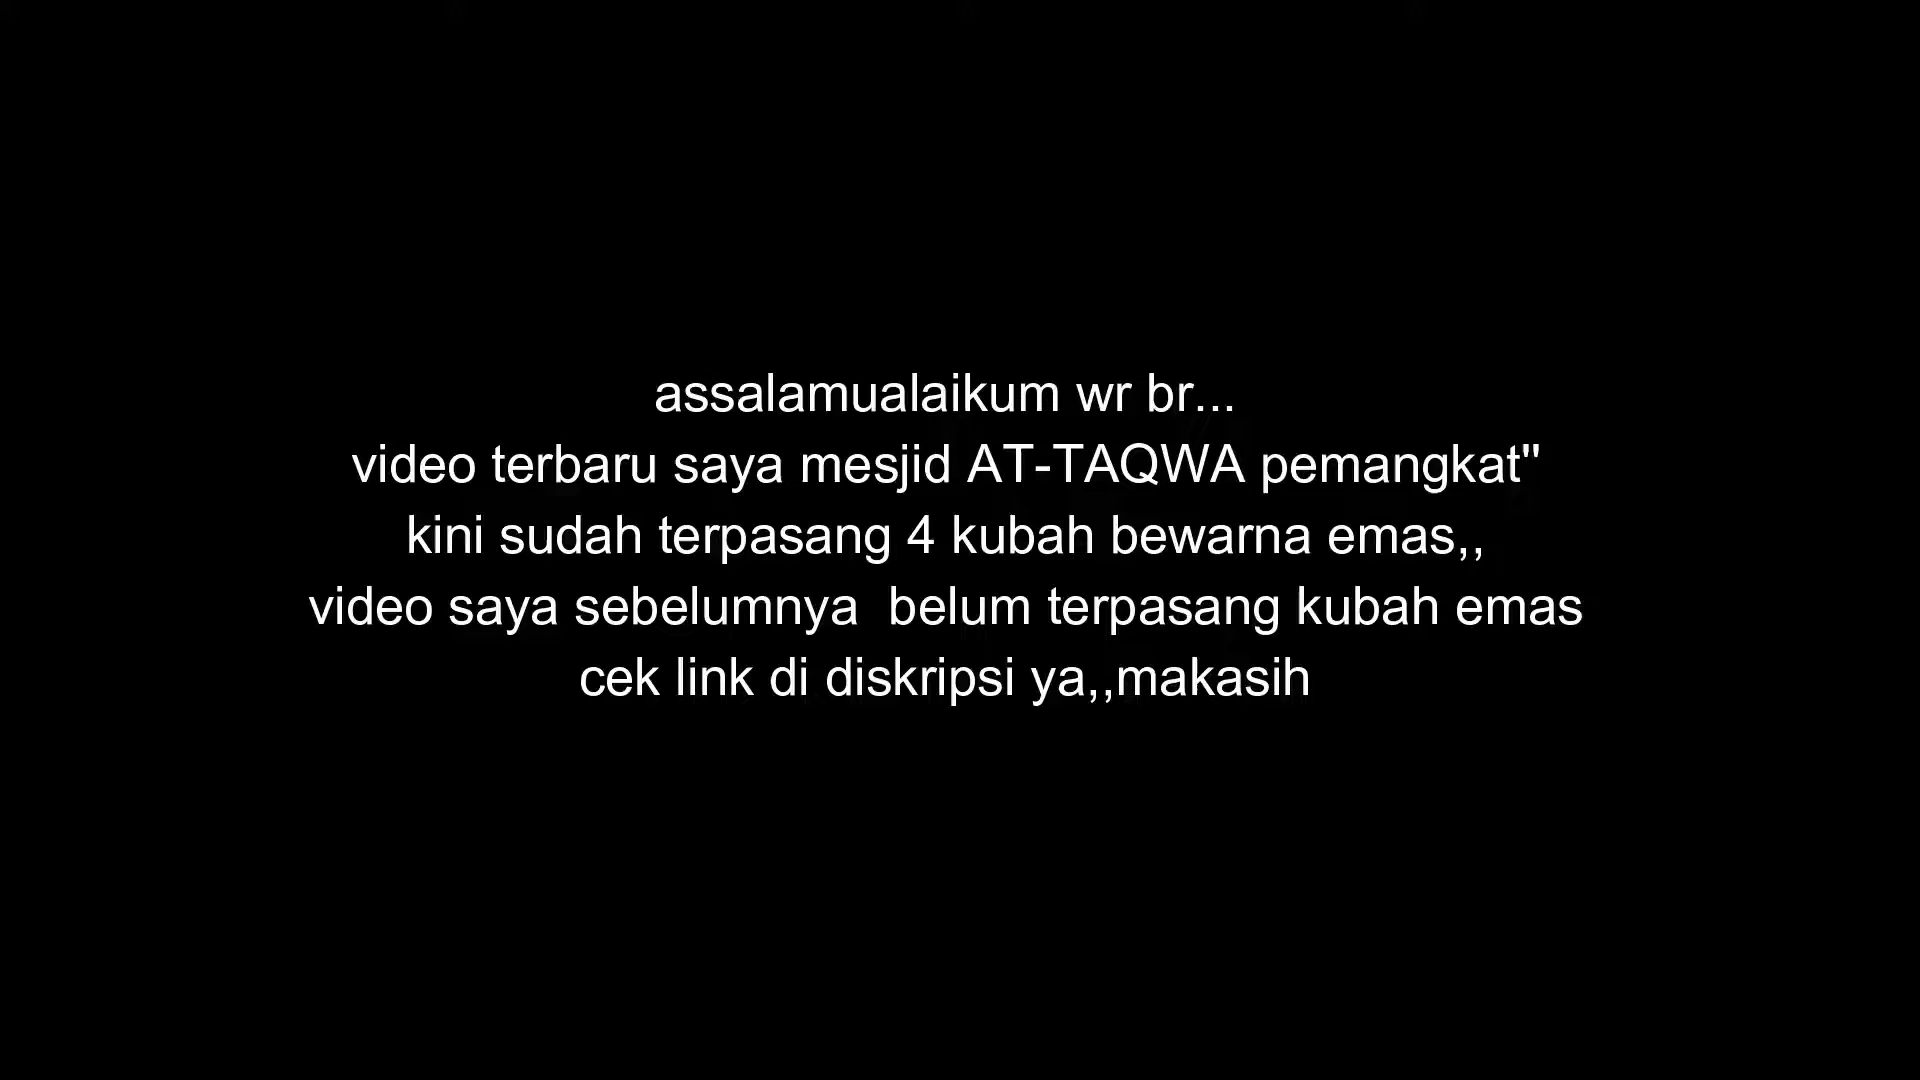 assalamualaikum wr br...
video terbaru saya mesjid AT-TAQWA pemangkat"
kini sudah terpasang 4 kubah bewarna emas,,
video saya sebelumnya  belum terpasang kubah emas
cek link di diskripsi ya,,makasih